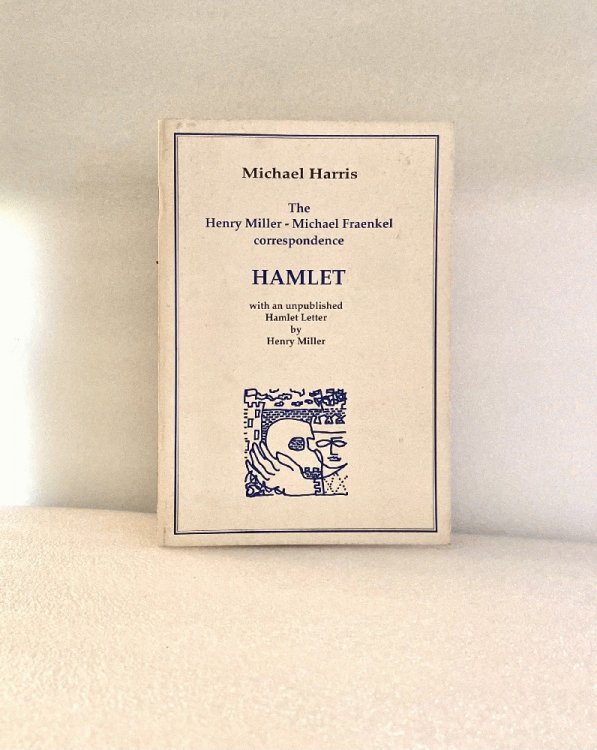 Michael Harris
The
Henry Miller - Michael Fraenkel
correspondence
HAMLET
with an unpublished
Hamlet Letter
by
Henry Miller